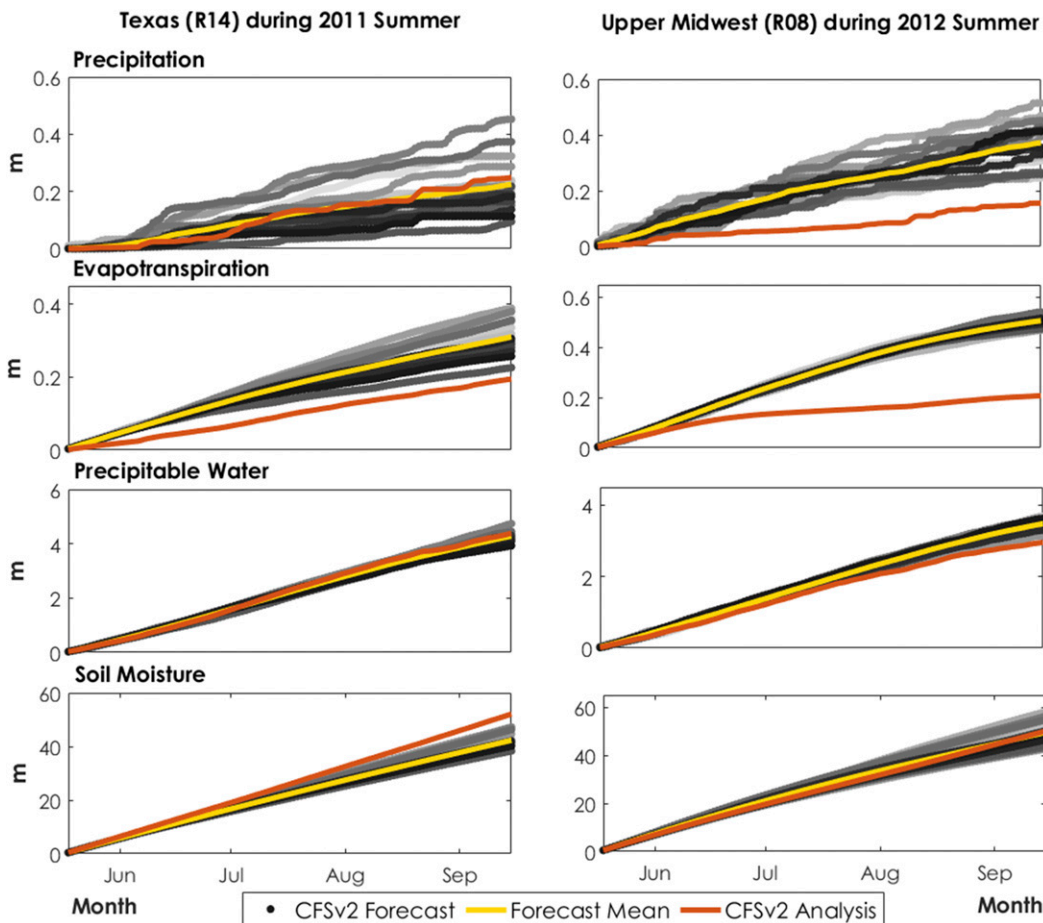 Texas (R14) during 2011 Summer
Upper Midwest (R08) during 2012 Summer
Precipitation
0.6
0.4
0.2
0
m
0.6
0.4
0.2
0
Evapotranspiration
0.4
0.2
0
m
0.6
0.4
0.2
0
Precipitable Water
6
4
2
0
m
4
2
0
Soil Moisture
60
40
20
0
m
60
40
20
0
Jun Jul Aug Sep
Jun Jul Aug Sep
Month
Month
CFSv2 Forecast Forecast Mean CFSv2 Analysis